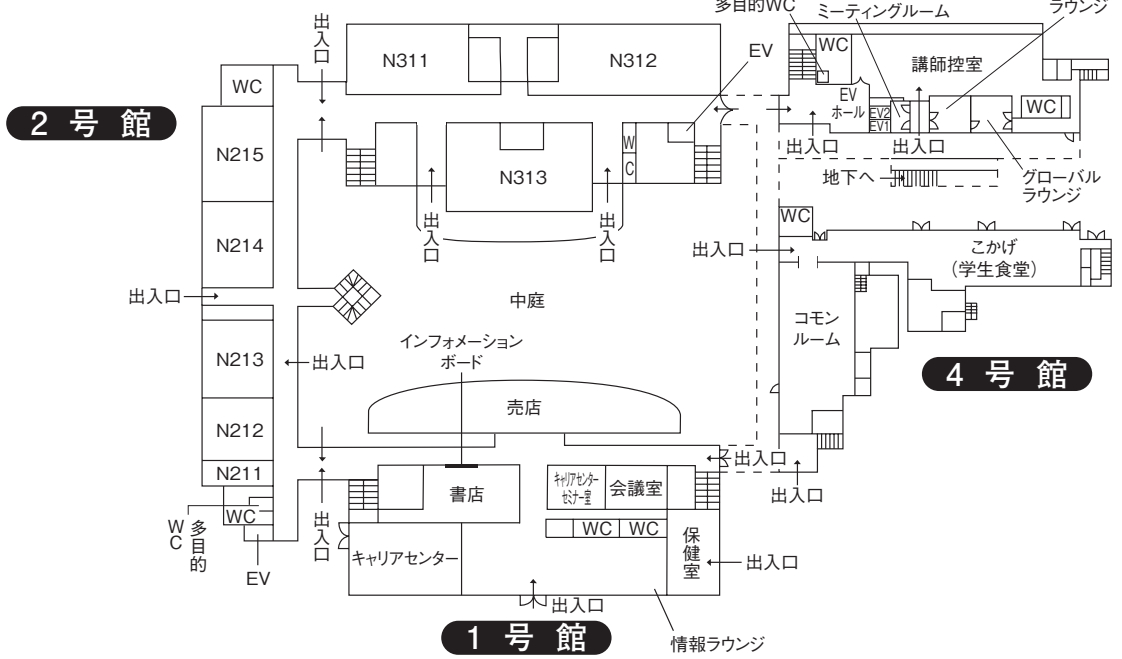 多目的WC
ミーティングルーム
ラウンジ
出入口
N311
N312
EV
WC
講師控室
WC
2号館
EV
ホール
EV2
EV1
WC
N215
N313
WC
出入口
出入口
地下へ
グローバル
ラウンジ
出入口
出入口
N214
WC
出入口
こかげ
(学生食堂)
出入口
中庭
コモン
ルーム
インフォメーション
ボード
N213
出入口
4号館
売店
N212
出入口
N211
書店
キャリアセンター
セミナー室
会議室
出入口
WC
多目的
WC
出入口
WC
WC
保健室
キャリアセンター
出入口
EV
出入口
1号館
情報ラウンジ